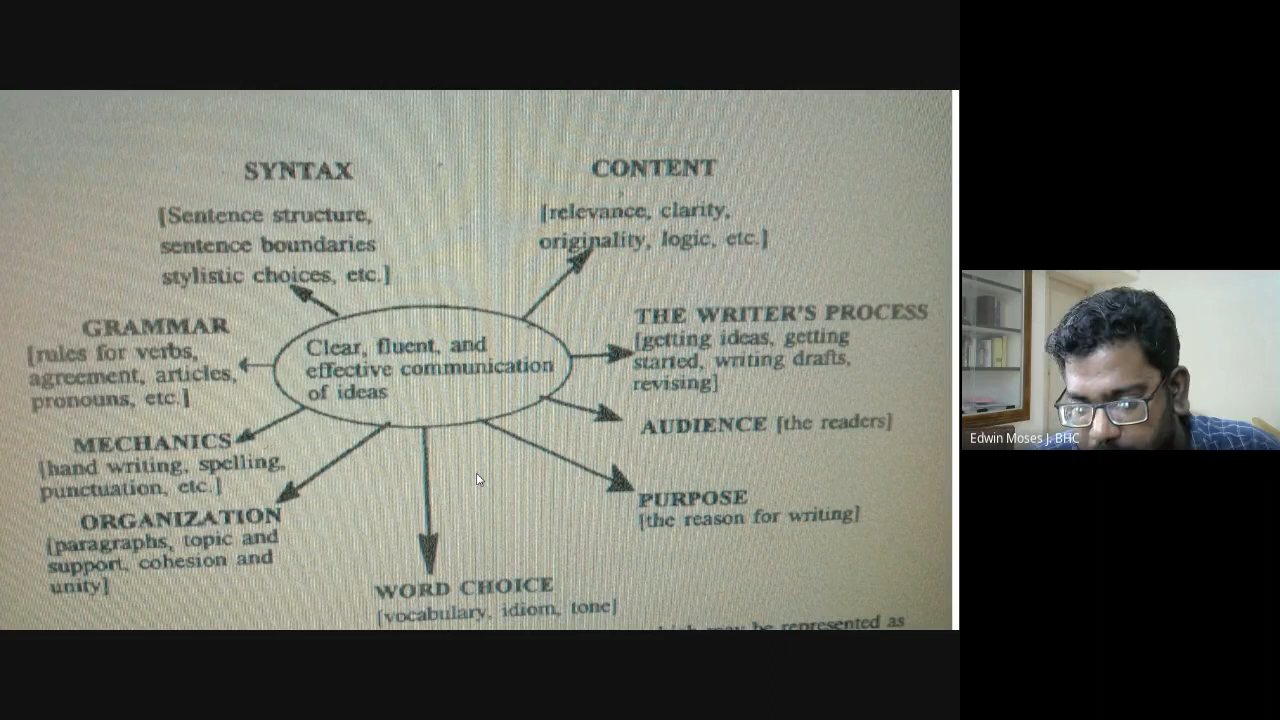 SYNTAX
[Sentence structure,
sentence boundaries
stylistic choices, etc.]
CONTENT
[relevance, clarity,
originality, logic, etc.]
GRAMMAR
[rules for verbs,
agreement, articles,
pronouns, etc.]
Clear, fluent, and
effective communication
of ideas
THE WRITER'S PROCESS
[getting ideas, getting
started, writing drafts,
revising]
AUDIENCE [the readers]
MECHANICS
[hand writing, spelling,
punctuation, etc.]
PURPOSE
[the reason for writing]
ORGANIZATION
[paragraphs, topic and
support, cohesion and
unity]
WORD CHOICE
[vocabulary, idiom, tone]
may be represented as
Edwin Moses J. BHC